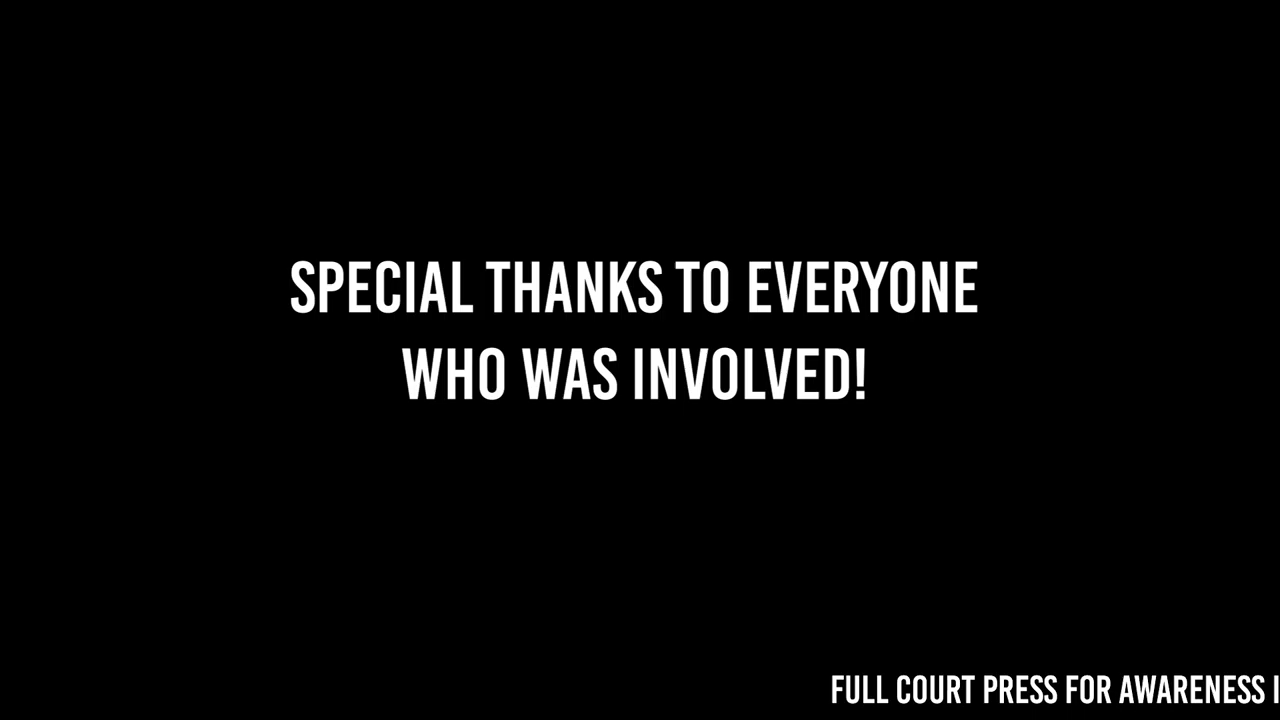 SPECIAL THANKS TO EVERYONE
WHO WAS INVOLVED!
FULL COURT PRESS FOR AWARENESS